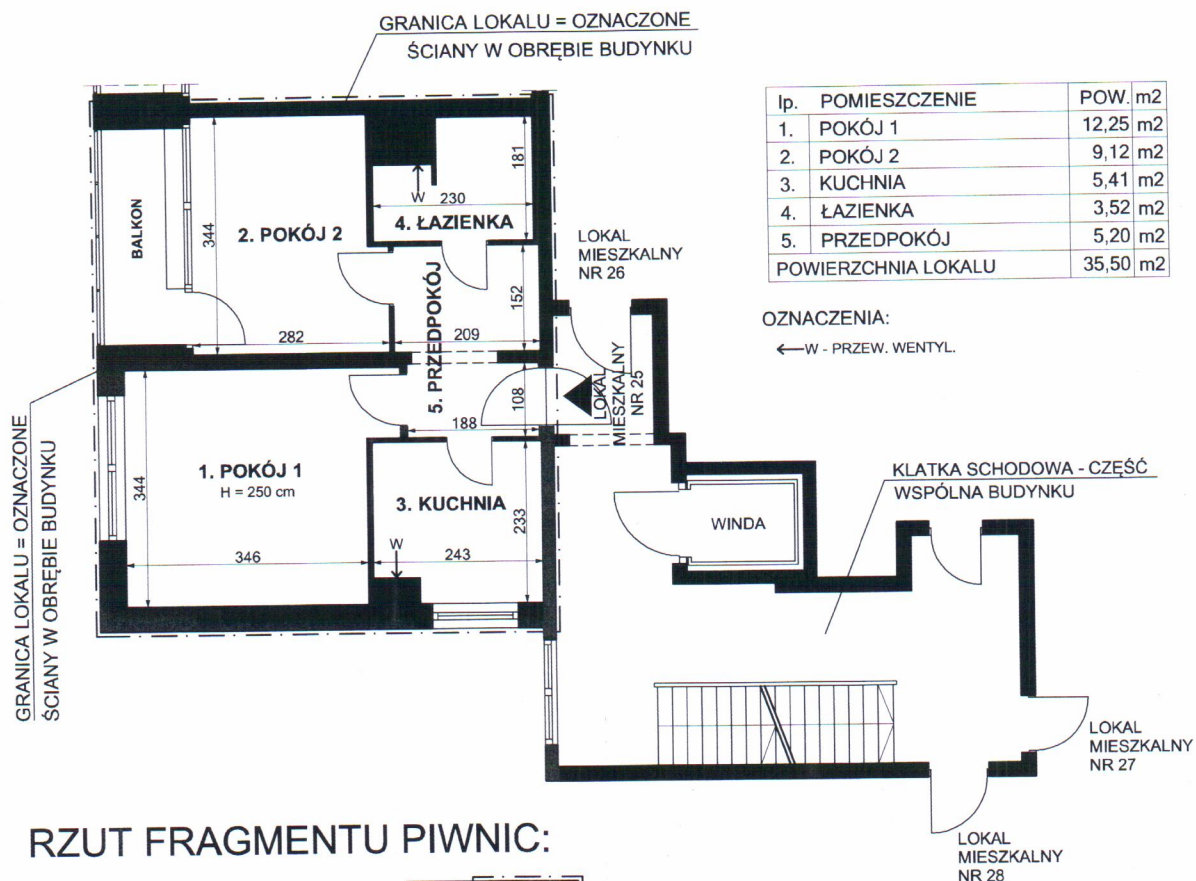 GRANICA LOKALU = OZNACZONE
ŚCIANY W OBRĘBIE BUDYNKU
lp. POMIESZCZENIE POW. m2
1. POKÓJ 1 12,25 m2
2. POKÓJ 2 9,12 m2
3. KUCHNIA 5,41 m2
4. ŁAZIENKA 3,52 m2
5. PRZEDPOKÓJ 5,20 m2
POWIERZCHNIA LOKALU 35,50 m2
OZNACZENIA:
W - PRZEW. WENTYL.
BALKON
344
2. POKÓJ 2
282
W
230
181
4. ŁAZIENKA
152
209
5. PRZEDPOKÓJ
108
188
LOKAL
MIESZKALNY
NR 26
LOKAL
MIESZKALNY
NR 25
GRANICA LOKALU = OZNACZONE
ŚCIANY W OBRĘBIE BUDYNKU
344
1. POKÓJ 1
H = 250 cm
346
3. KUCHNIA
W
243
233
WINDA
KLATKA SCHODOWA - CZĘŚĆ
WSPÓLNA BUDYNKU
LOKAL
MIESZKALNY
NR 27
LOKAL
MIESZKALNY
NR 28
RZUT FRAGMENTU PIWNIC: